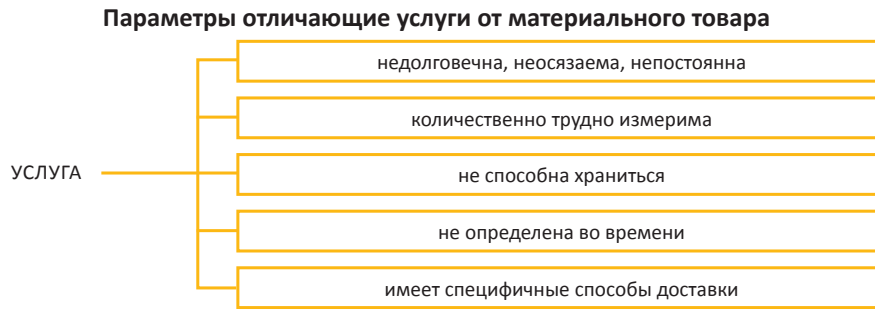 Параметры отличающие услуги от материального товара
недолговечна, неосязаема, непостоянна
количественно трудно измерима
УСЛУГА
не способна храниться
не определена во времени
имеет специфичные способы доставки